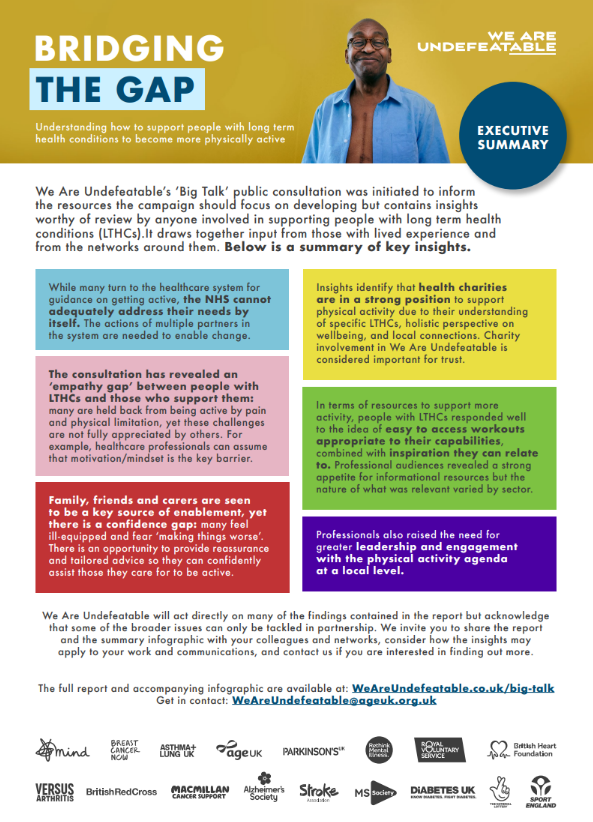 BRIDGING
THE GAP
Understanding how to support people with long term
health conditions to become more physically active
WE ARE
UNDEFEATABLE
EXECUTIVE
SUMMARY
We Are Undefeatable's 'Big Talk' public consultation was initiated to inform
the resources the campaign should focus on developing but contains insights
worthy of review by anyone involved in supporting people with long term health
conditions (LTHCs).It draws together input from those with lived experience and
from the networks around them. Below is a summary of key insights.
While many turn to the healthcare system for
guidance on getting active, the NHS cannot
adequately address their needs by
itself. The actions of multiple partners in
the system are needed to enable change.
The consultation has revealed an
'empathy gap' between people with
LTHCs and those who support them:
many are held back from being active by pain
and physical limitation, yet these challenges
are not fully appreciated by others. For
example, healthcare professionals can assume
that motivation/mindset is the key barrier.
Family, friends and carers are seen
to be a key source of enablement, yet
there is a confidence gap: many feel
ill-equipped and fear 'making things worse'.
There is an opportunity to provide reassurance
and tailored advice so they can confidently
assist those they care for to be active.
Insights identify that health charities
are in a strong position to support
physical activity due to their understanding
of specific LTHCs, holistic perspective on
wellbeing, and local connections. Charity
involvement in We Are Undefeatable is
considered important for trust.
In terms of resources to support more
activity, people with LTHCs responded well
to the idea of easy to access workouts
appropriate to their capabilities,
combined with inspiration they can relate
to. Professional audiences revealed a strong
appetite for informational resources but the
nature of what was relevant varied by sector.
Professionals also raised the need for
greater leadership and engagement
with the physical activity agenda
at a local level.
We Are Undefeatable will act directly on many of the findings contained in the report but acknowledge
that some of the broader issues can only be tackled in partnership. We invite you to share the report
and the summary infographic with your colleagues and networks, consider how the insights may
apply to your work and communications, and contact us if you are interested in finding out more.
The full report and accompanying infographic are available at: WeAreUndefeatable.co.uk/big-talk
Get in contact: WeAreUndefeatable@ageuk.org.uk
mind
BREAST
CANCER
NOW
ASTHMA+
LUNG UK
age UK
PARKINSON'S UK
Rethink
Mental
Illness.
ROYAL
VOLUNTARY
SERVICE
British Heart
Foundation
VERSUS
ARTHRITIS
BritishRedCross
MACMILLAN
CANCER SUPPORT
Alzheimer's
Society
Stroke
Association
MS Society
DIABETES UK
KNOW DIABETES. FIGHT DIABETES.
THE NATIONAL
LOTTERY
SPORT
ENGLAND